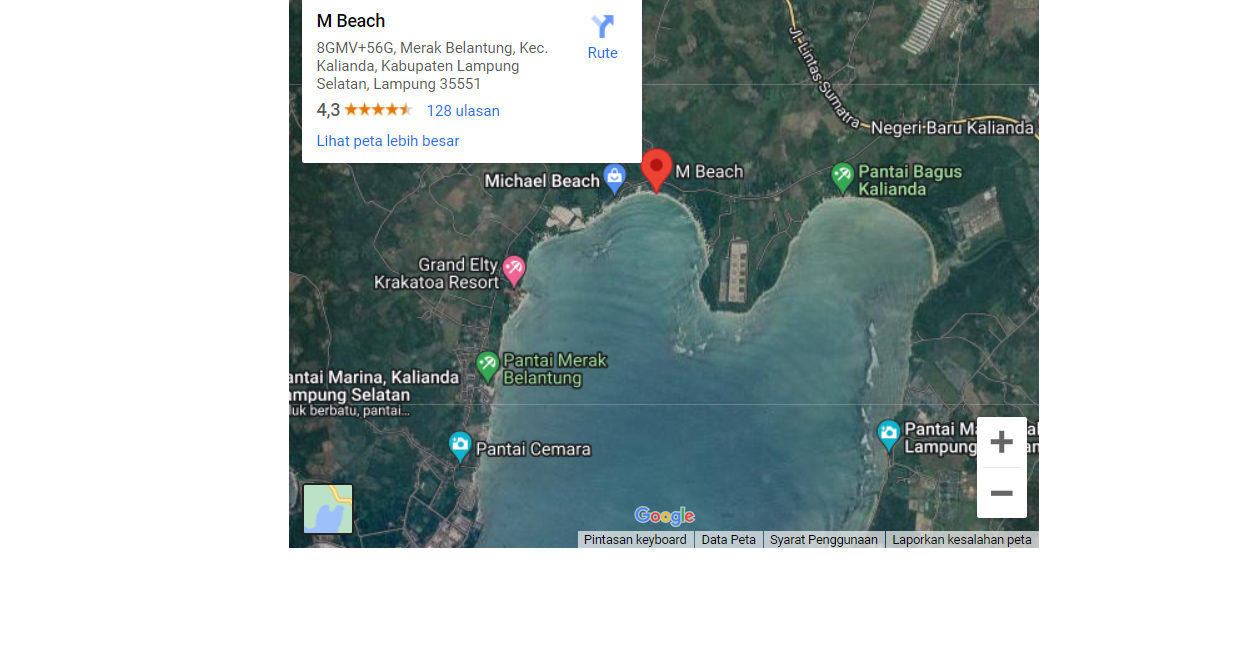 M Beach
8GMV+56G, Merak Belantung, Kec.
Kalianda, Kabupaten Lampung
Selatan, Lampung 35551
4,3
128 ulasan
Lihat peta lebih besar
Rute
Jl. Lintas Sumatra
Negeri Baru Kalianda
Michael Beach
M Beach
Pantai Bagus
Kalianda
Grand Elty
Krakatoa Resort
Pantai Merak
Belantung
antai Marina, Kalianda
ampung Selatan
luk berbatu, pantai...
Pantai Cemara
Pantai Ma
Lampung
Google
Pintasan keyboard
Data Peta
Syarat Penggunaan
Laporkan kesalahan peta